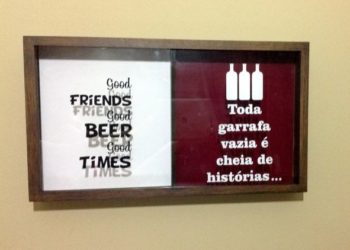 Good
FRiENDS
Good
BEER
Good
TiMES
Toda
garrafa
vazia é
cheia de
histórias...